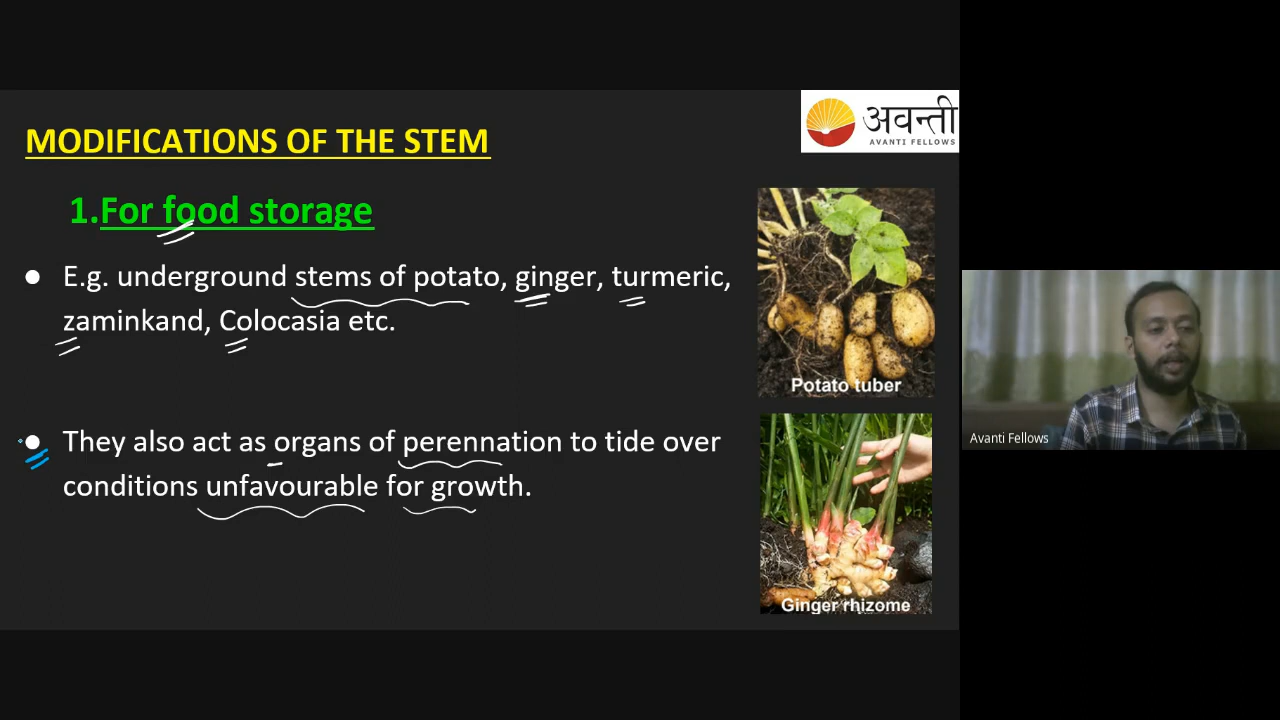 MODIFICATIONS OF THE STEM
अवन्ती
AVANTI FELLOWS
1.For food storage
● E.g. underground stems of potato, ginger, turmeric,
zaminkand, Colocasia etc.
Potato tuber
● They also act as organs of perennation to tide over
conditions unfavourable for growth.
Ginger rhizome
Avanti Fellows